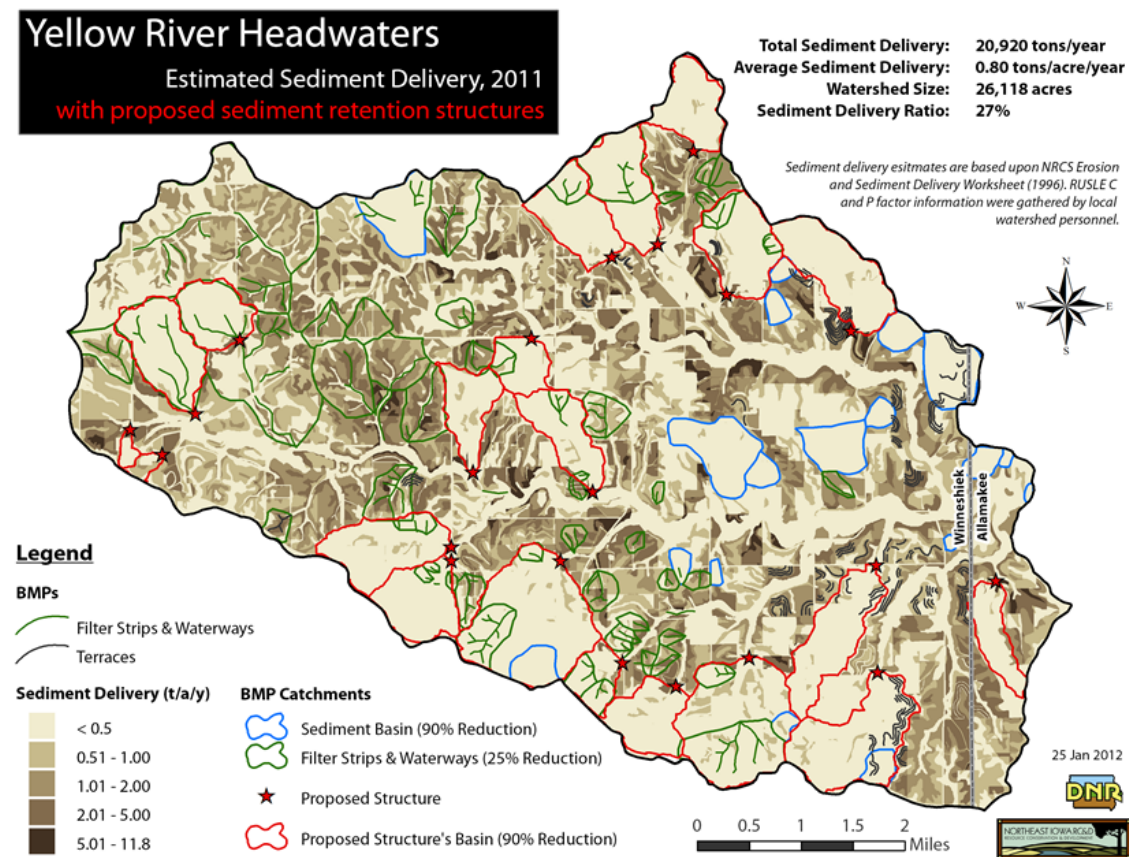 Yellow River Headwaters
Estimated Sediment Delivery, 2011
with proposed sediment retention structures
Total Sediment Delivery: 20,920 tons/year
Average Sediment Delivery: 0.80 tons/acre/year
Watershed Size: 26,118 acres
Sediment Delivery Ratio: 27%
Sediment delivery esitmates are based upon NRCS Erosion
and Sediment Delivery Worksheet (1996). RUSLE C
and P factor information were gathered by local
watershed personnel.
N
W E
S
Winneshiek
Allamakee
Legend
BMPs
Filter Strips & Waterways
Terraces
Sediment Delivery (t/a/y)
< 0.5
0.51 - 1.00
1.01 - 2.00
2.01 - 5.00
5.01 - 11.8
BMP Catchments
Sediment Basin (90% Reduction)
Filter Strips & Waterways (25% Reduction)
Proposed Structure
Proposed Structure's Basin (90% Reduction)
0 0.5 1 1.5 2
Miles
25 Jan 2012
DNR
NORTHEAST IOWA RC&D
RESOURCE CONSERVATION & DEVELOPMENT